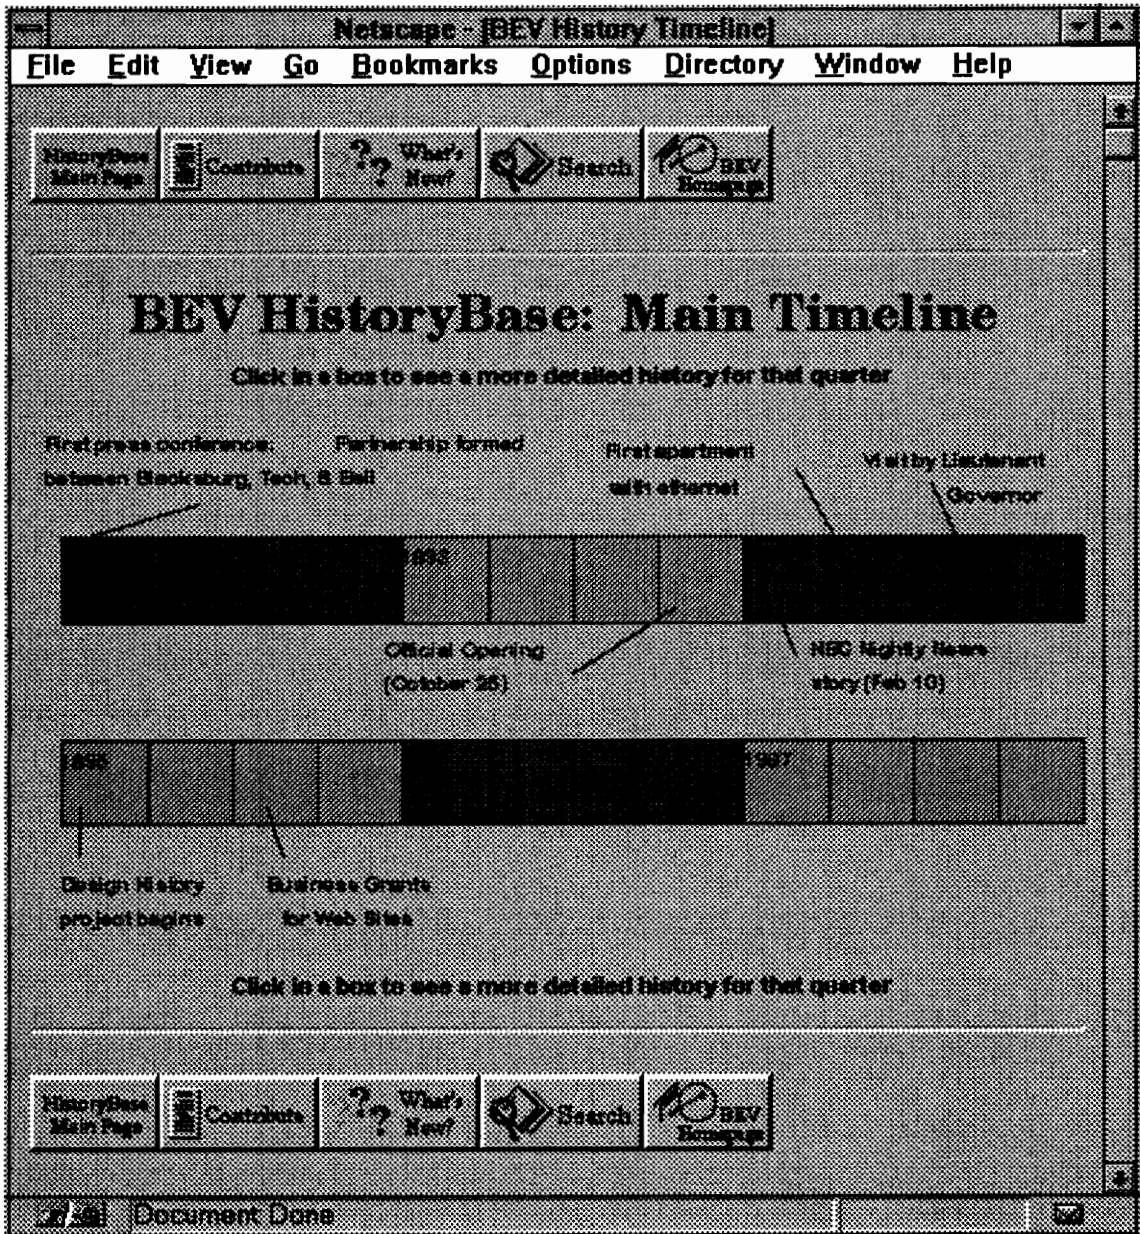 Netscape - [BEV History Timeline]
File Edit View Go Bookmarks Options Directory Window Help
HistoryBase Main Page
Contribute
What's New?
Search
BEV Homepage
BEV HistoryBase: Main Timeline
Click in a box to see a more detailed history for that quarter
First press conference: Partnership formed
between Blacksburg, Tech, & Bell
First apartment
with ethernet
Visit by Lieutenant
Governor
1993
Official Opening
(October 25)
NBC Nightly News
story (Feb 10)
1995
1997
Design History
project begins
Business Grants
for Web Sites
Click in a box to see a more detailed history for that quarter
HistoryBase Main Page
Contribute
What's New?
Search
BEV Homepage
Document: Done